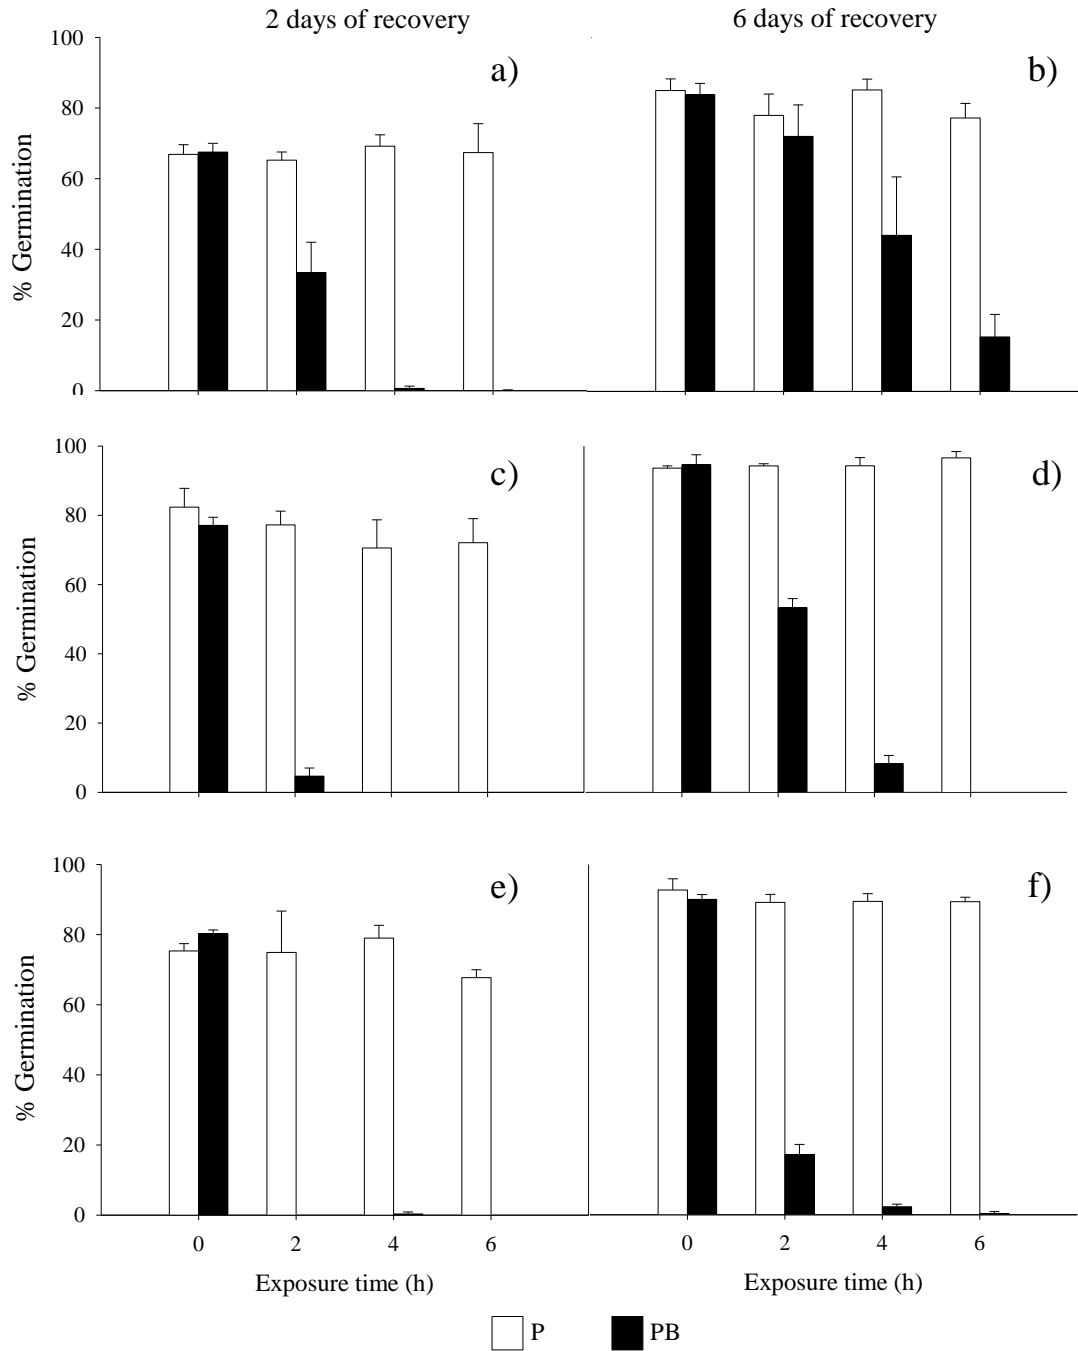 2 days of recovery
6 days of recovery
100
80
60
40
20
0
% Germination
a)
b)
100
80
60
40
20
0
% Germination
c)
d)
100
80
60
40
20
0
% Germination
e)
f)
0 2 4 6
0 2 4 6
Exposure time (h)
Exposure time (h)
P
PB